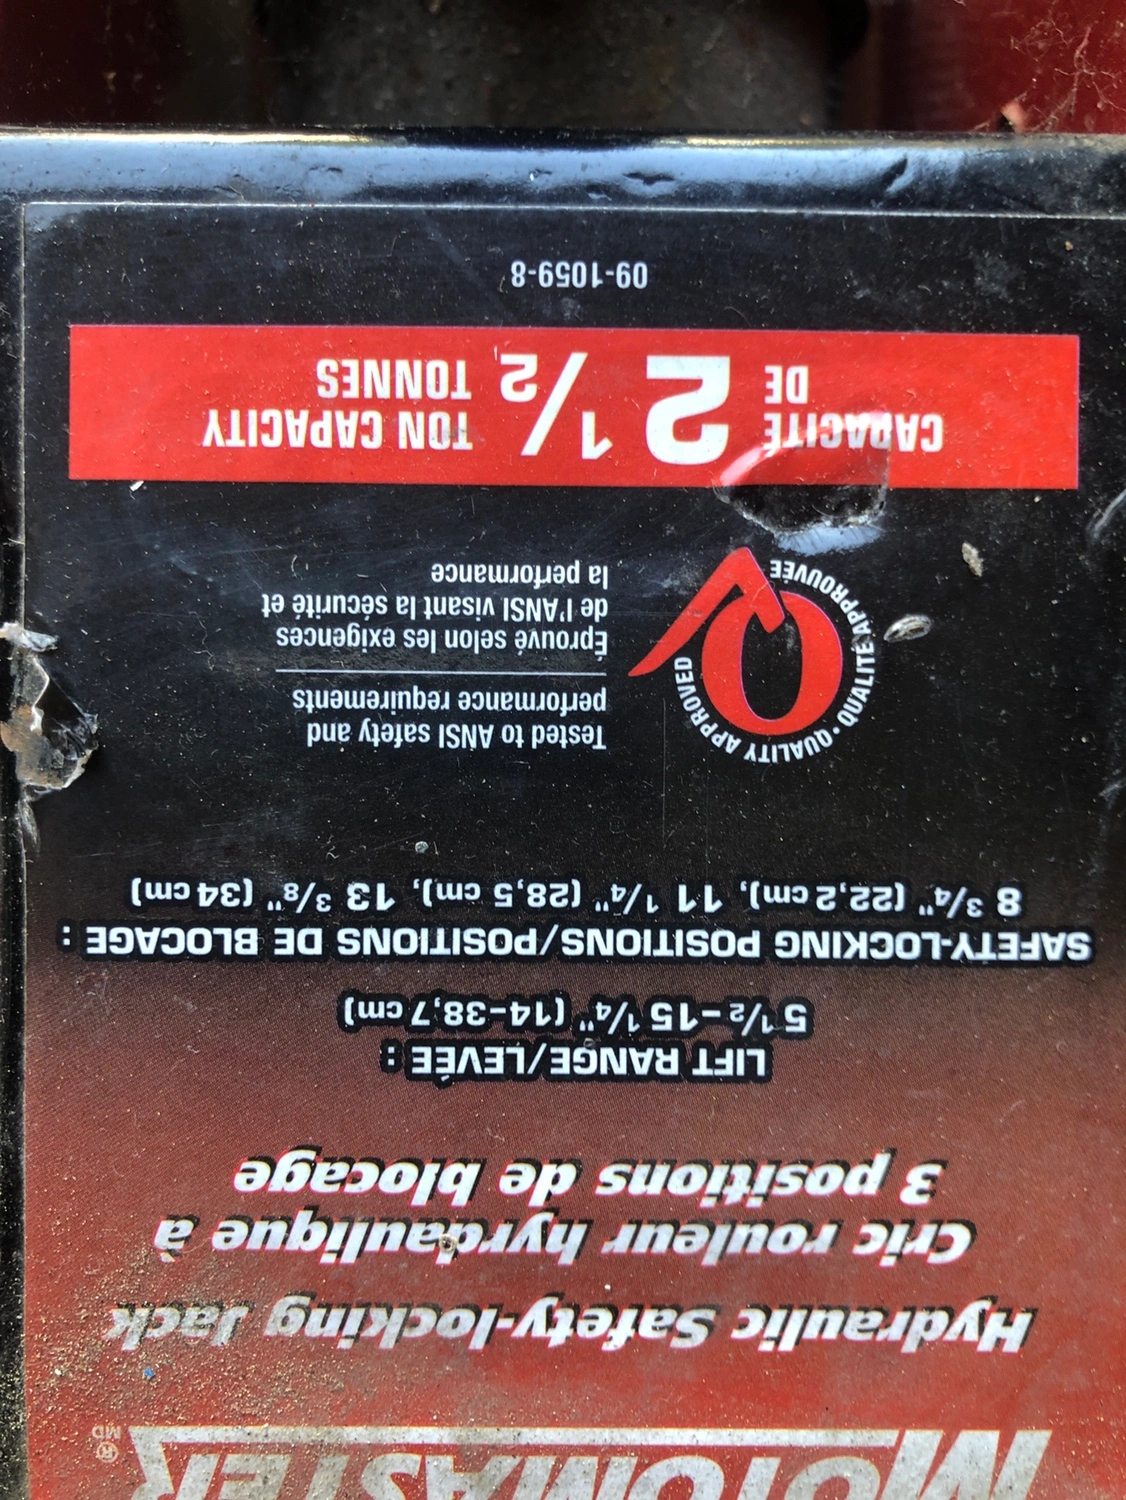 MOTOMASTER
® MD
Hydraulic Safety-locking Jack
Cric rouleur hyrdaulique à
3 positions de blocage
LIFT RANGE/LEVÉE :
5 1/2–15 1/4" (14–38,7 cm)
SAFETY-LOCKING POSITIONS/POSITIONS DE BLOCAGE :
8 3/4" (22,2 cm), 11 1/4" (28,5 cm), 13 3/8" (34 cm)
QUALITY APPROVED • QUALITÉ APPROUVÉE
Tested to ANSI safety and
performance requirements
Éprouvé selon les exigences
de l'ANSI visant la sécurité et
la performance
CAPACITÉ
DE
2 1/2
TON CAPACITY
TONNES
09-1059-8